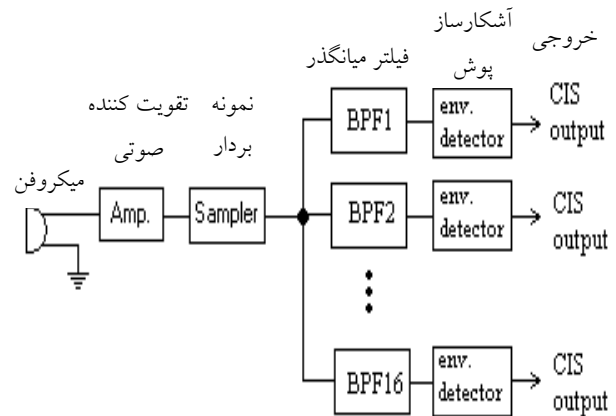 خروجی
آشکارساز
پوش
فیلتر میانگذر
نمونه
بردار
تقویت کننده
صوتی
میکروفن
Amp.
Sampler
BPF1
env.
detector
CIS
output
BPF2
env.
detector
CIS
output
BPF16
env.
detector
CIS
output